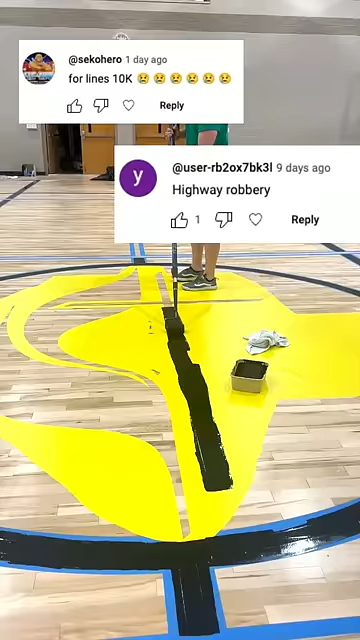 @sekohero 1 day ago
for lines 10K 😢 😢 😢 😢 😢 😢
Reply
y
@user-rb2ox7bk3l 9 days ago
Highway robbery
1
Reply